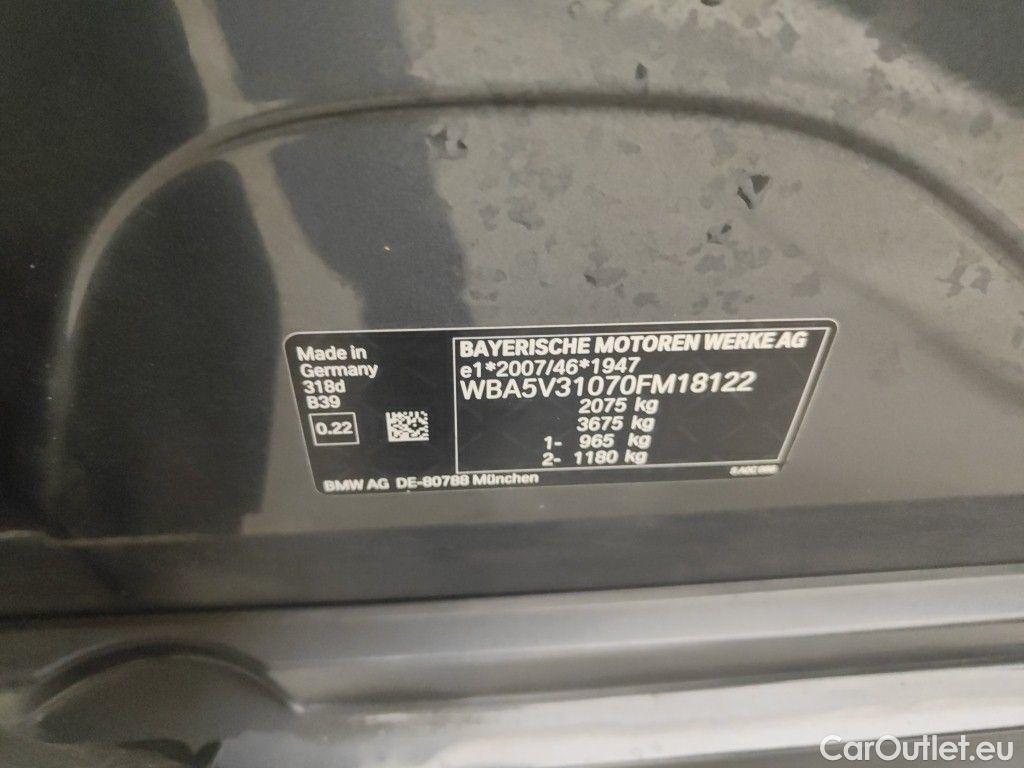 Made in
Germany
318d
B39
0.22
BAYERISCHE MOTOREN WERKE AG
e1*2007/46*1947
WBA5V31070FM18122
2075 kg
3675 kg
1- 965 kg
2- 1180 kg
BMW AG DE-80788 München
CarOutlet.eu